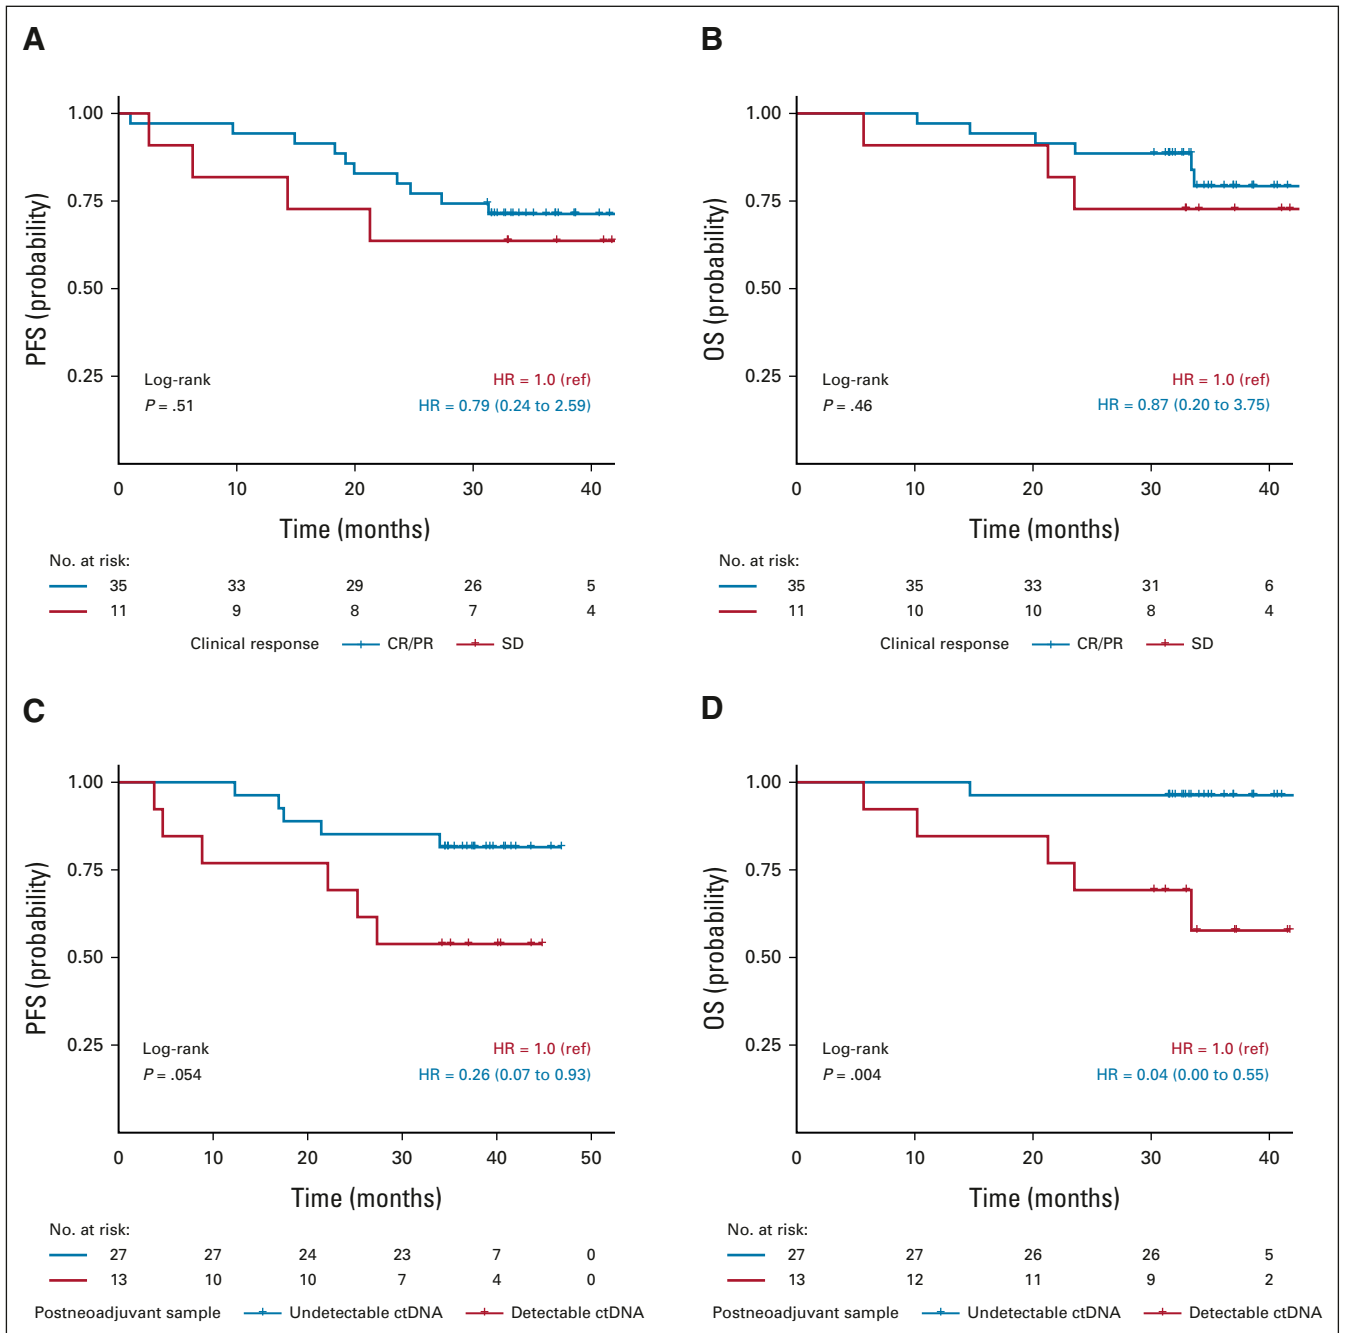 A
PFS (probability)
1.00
0.75
0.50
0.25
Log-rank
P = .51
HR = 1.0 (ref)
HR = 0.79 (0.24 to 2.59)
0 10 20 30 40
Time (months)
No. at risk:
35 33 29 26 5
11 9 8 7 4
Clinical response CR/PR SD
B
OS (probability)
1.00
0.75
0.50
0.25
Log-rank
P = .46
HR = 1.0 (ref)
HR = 0.87 (0.20 to 3.75)
0 10 20 30 40
Time (months)
No. at risk:
35 35 33 31 6
11 10 10 8 4
Clinical response CR/PR SD
C
PFS (probability)
1.00
0.75
0.50
0.25
Log-rank
P = .054
HR = 1.0 (ref)
HR = 0.26 (0.07 to 0.93)
0 10 20 30 40 50
Time (months)
No. at risk:
27 27 24 23 7 0
13 10 10 7 4 0
Postneoadjuvant sample Undetectable ctDNA Detectable ctDNA
D
OS (probability)
1.00
0.75
0.50
0.25
Log-rank
P = .004
HR = 1.0 (ref)
HR = 0.04 (0.00 to 0.55)
0 10 20 30 40
Time (months)
No. at risk:
27 27 26 26 5
13 12 11 9 2
Postneoadjuvant sample Undetectable ctDNA Detectable ctDNA